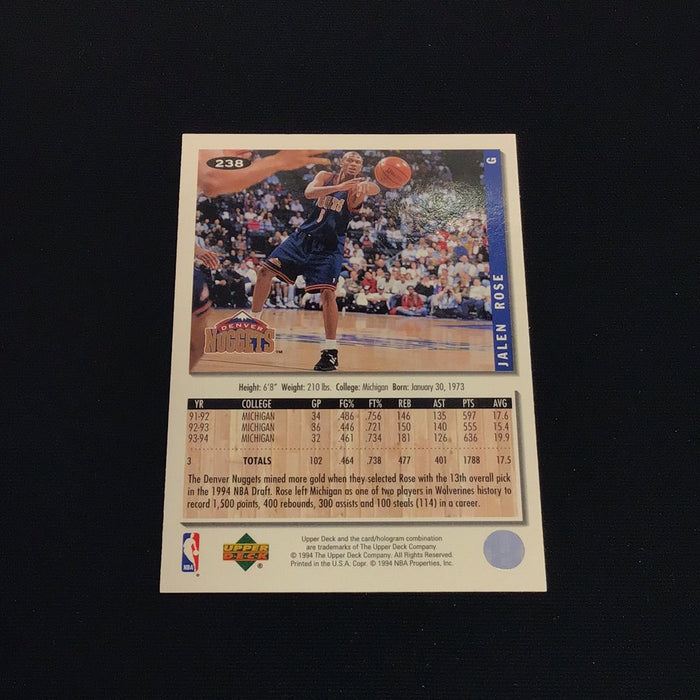 238
G
JALEN ROSE
DENVER
NUGGETS™
Height: 6'8" Weight: 210 lbs. College: Michigan Born: January 30, 1973
YR COLLEGE GP FG% FT% REB AST PTS AVG
91-92 MICHIGAN 34 .486 .756 146 135 597 17.6
92-93 MICHIGAN 36 .446 .721 150 140 555 15.4
93-94 MICHIGAN 32 .461 .734 181 126 636 19.9
3 TOTALS 102 .464 .738 477 401 1788 17.5
The Denver Nuggets mined more gold when they selected Rose with the 13th overall pick
in the 1994 NBA Draft. Rose left Michigan as one of two players in Wolverines history to
record 1,500 points, 400 rebounds, 300 assists and 100 steals (114) in a career.
NBA
®
UPPER
DECK
®
Upper Deck and the card/hologram combination
are trademarks of The Upper Deck Company.
© 1994 The Upper Deck Company. All Rights Reserved.
Printed in the U.S.A. Copr. © 1994 NBA Properties, Inc.